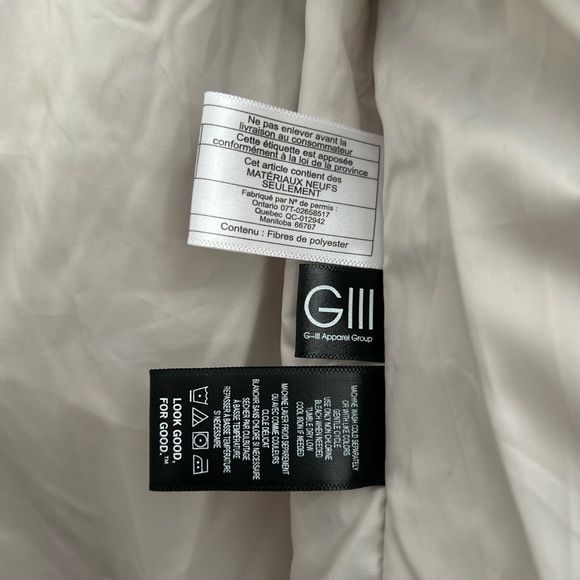 Ne pas enlever avant la
livraison au consommateur
Cette étiquette est apposée
conformément à la loi de la province
Cet article contient des
MATÉRIAUX NEUFS
SEULEMENT
Fabriqué par Nº de permis :
Ontario 07T-02658517
Quebec QC-012942
Manitoba 66767
Contenu : Fibres de polyester
GIII
G-III Apparel Group
MACHINE WASH COLD SEPARATELY
OR WITH LIKE COLORS
GENTLE CYCLE
USE ONLY NON CHLORINE
BLEACH WHEN NEEDED
TUMBLE DRY LOW
COOL IRON IF NEEDED
MACHINE LAVER FROID SEPAREMENT
OU AVEC COMME COULEURS
CYCLE DÉLICAT
BLANCHIR SANS CHLORE SI NÉCESSAIRE
SÉCHER PAR CULBUTAGE
À BASSE TEMPÉRATURE
REPASSER À BASSE TEMPÉRATURE
SI NÉCESSAIRE
LOOK GOOD,
FOR GOOD.™